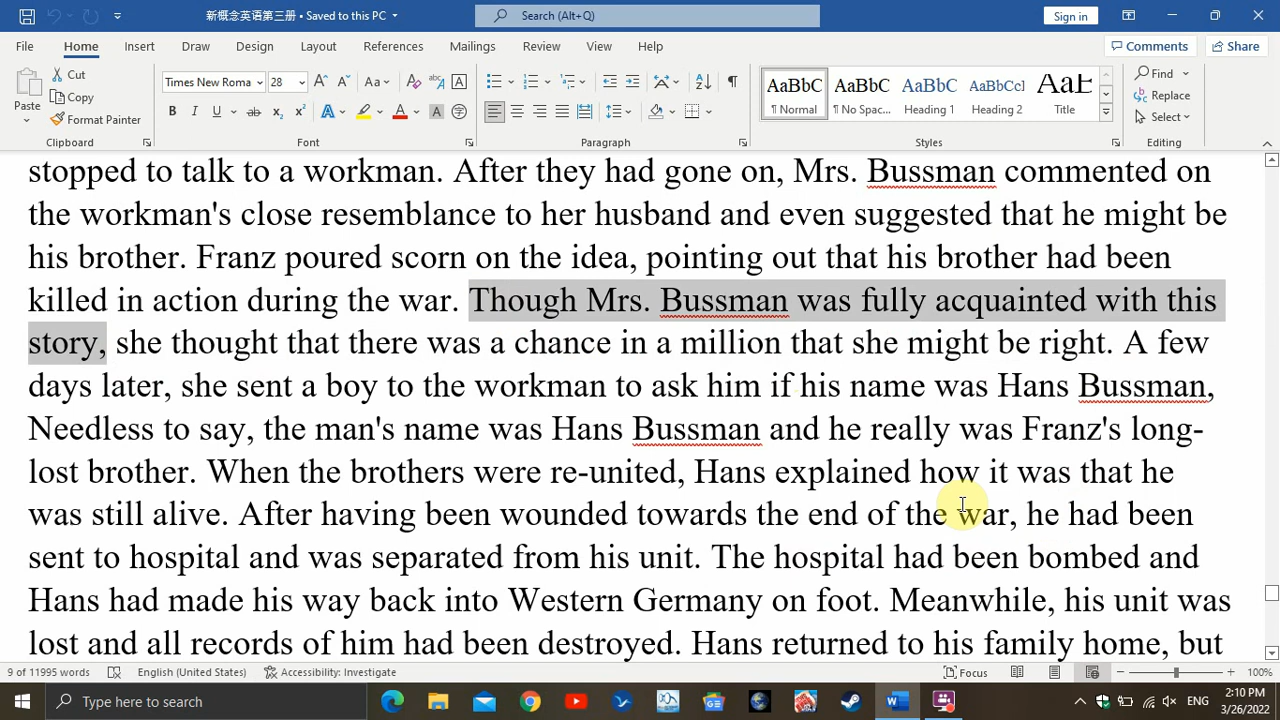 新概念英语第三册 • Saved to this PC
Search (Alt+Q)
Sign in
File Home Insert Draw Design Layout References Mailings Review View Help
Comments Share
Paste
Cut
Copy
Format Painter
Clipboard
Times New Roma 28
Font
Paragraph
AaBbC AaBbC AaBbC AaBbCcI AaB
¶ Normal ¶ No Spac... Heading 1 Heading 2 Title
Styles
Find
Replace
Select
Editing
stopped to talk to a workman. After they had gone on, Mrs. Bussman commented on
the workman's close resemblance to her husband and even suggested that he might be
his brother. Franz poured scorn on the idea, pointing out that his brother had been
killed in action during the war. Though Mrs. Bussman was fully acquainted with this
story, she thought that there was a chance in a million that she might be right. A few
days later, she sent a boy to the workman to ask him if his name was Hans Bussman,
Needless to say, the man's name was Hans Bussman and he really was Franz's long-
lost brother. When the brothers were re-united, Hans explained how it was that he
was still alive. After having been wounded towards the end of the war, he had been
sent to hospital and was separated from his unit. The hospital had been bombed and
Hans had made his way back into Western Germany on foot. Meanwhile, his unit was
lost and all records of him had been destroyed. Hans returned to his family home, but
9 of 11995 words English (United States) Accessibility: Investigate Focus 100%
Type here to search
ENG
2:10 PM
3/26/2022